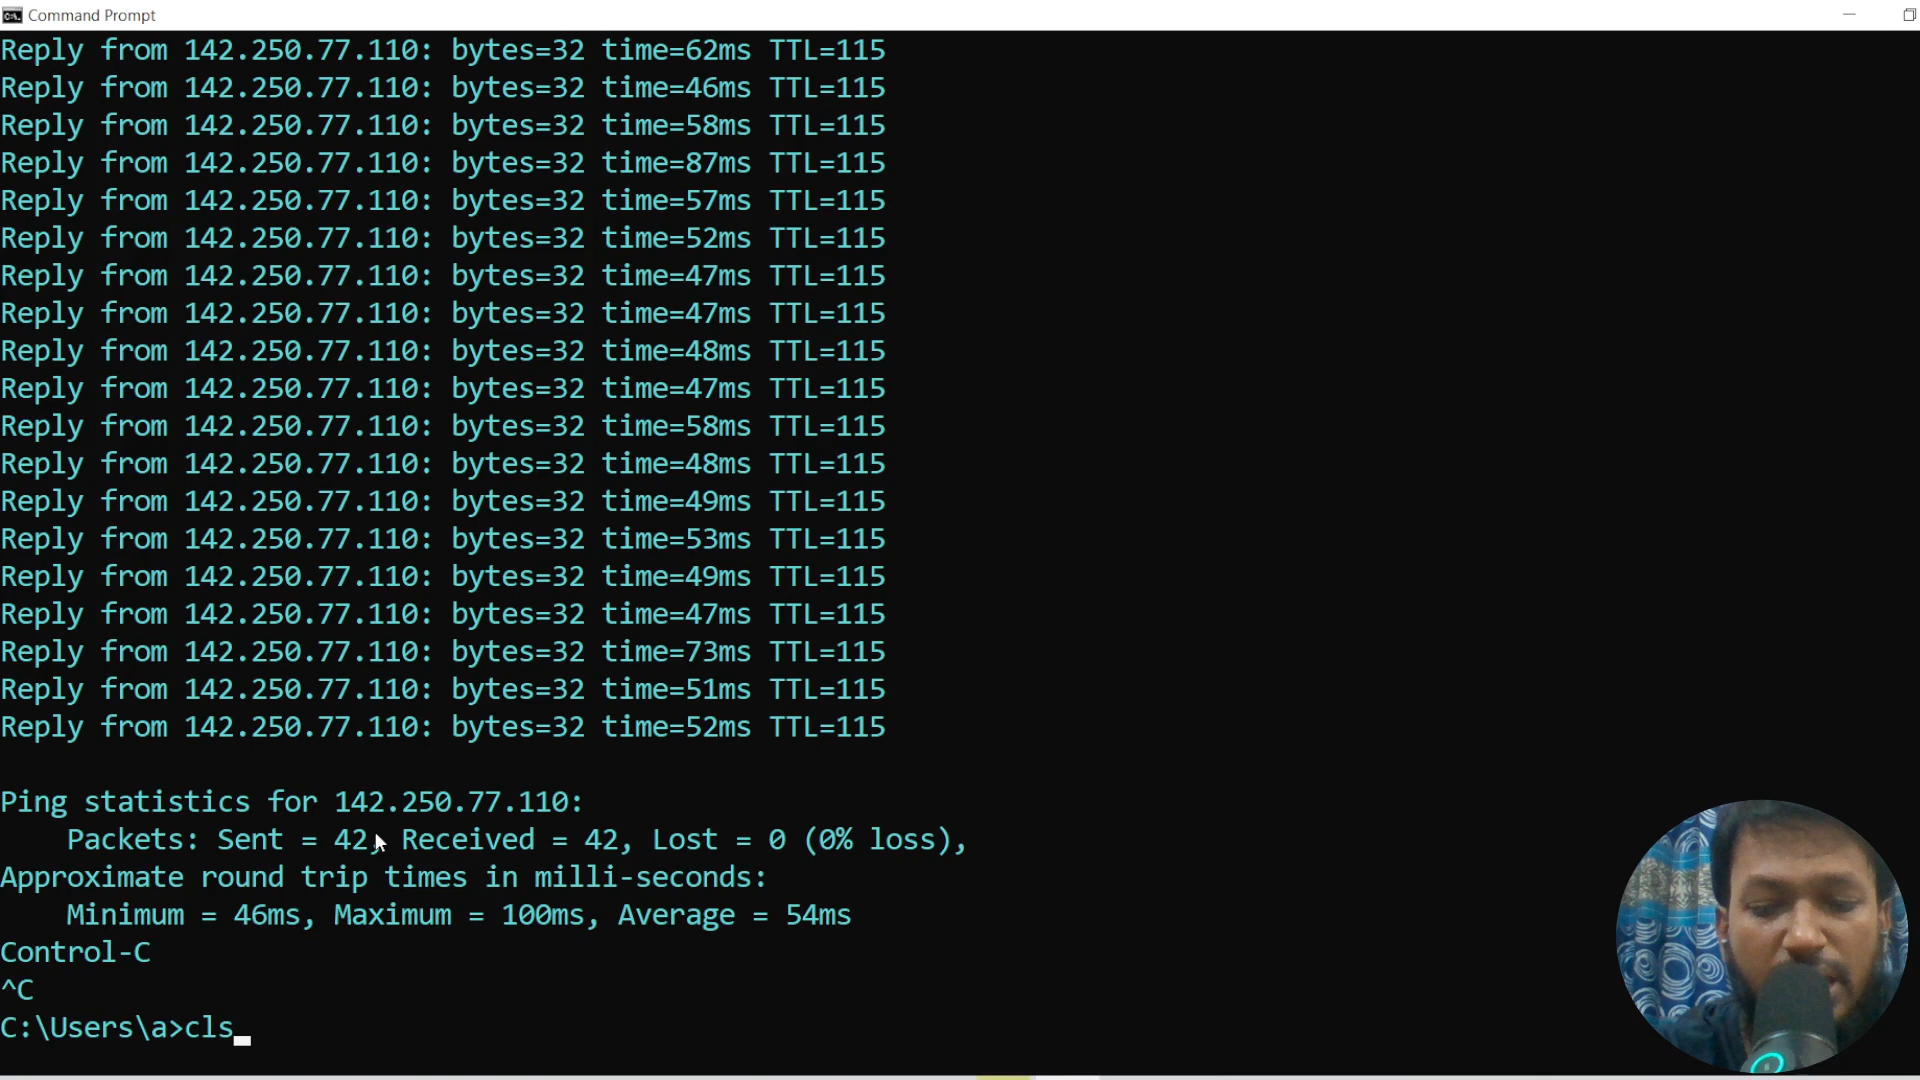 Command Prompt
Reply from 142.250.77.110: bytes=32 time=62ms TTL=115
Reply from 142.250.77.110: bytes=32 time=46ms TTL=115
Reply from 142.250.77.110: bytes=32 time=58ms TTL=115
Reply from 142.250.77.110: bytes=32 time=87ms TTL=115
Reply from 142.250.77.110: bytes=32 time=57ms TTL=115
Reply from 142.250.77.110: bytes=32 time=52ms TTL=115
Reply from 142.250.77.110: bytes=32 time=47ms TTL=115
Reply from 142.250.77.110: bytes=32 time=47ms TTL=115
Reply from 142.250.77.110: bytes=32 time=48ms TTL=115
Reply from 142.250.77.110: bytes=32 time=47ms TTL=115
Reply from 142.250.77.110: bytes=32 time=58ms TTL=115
Reply from 142.250.77.110: bytes=32 time=48ms TTL=115
Reply from 142.250.77.110: bytes=32 time=49ms TTL=115
Reply from 142.250.77.110: bytes=32 time=53ms TTL=115
Reply from 142.250.77.110: bytes=32 time=49ms TTL=115
Reply from 142.250.77.110: bytes=32 time=47ms TTL=115
Reply from 142.250.77.110: bytes=32 time=73ms TTL=115
Reply from 142.250.77.110: bytes=32 time=51ms TTL=115
Reply from 142.250.77.110: bytes=32 time=52ms TTL=115
Ping statistics for 142.250.77.110:
Packets: Sent = 42, Received = 42, Lost = 0 (0% loss),
Approximate round trip times in milli-seconds:
Minimum = 46ms, Maximum = 100ms, Average = 54ms
Control-C
^C
C:\Users\a>cls